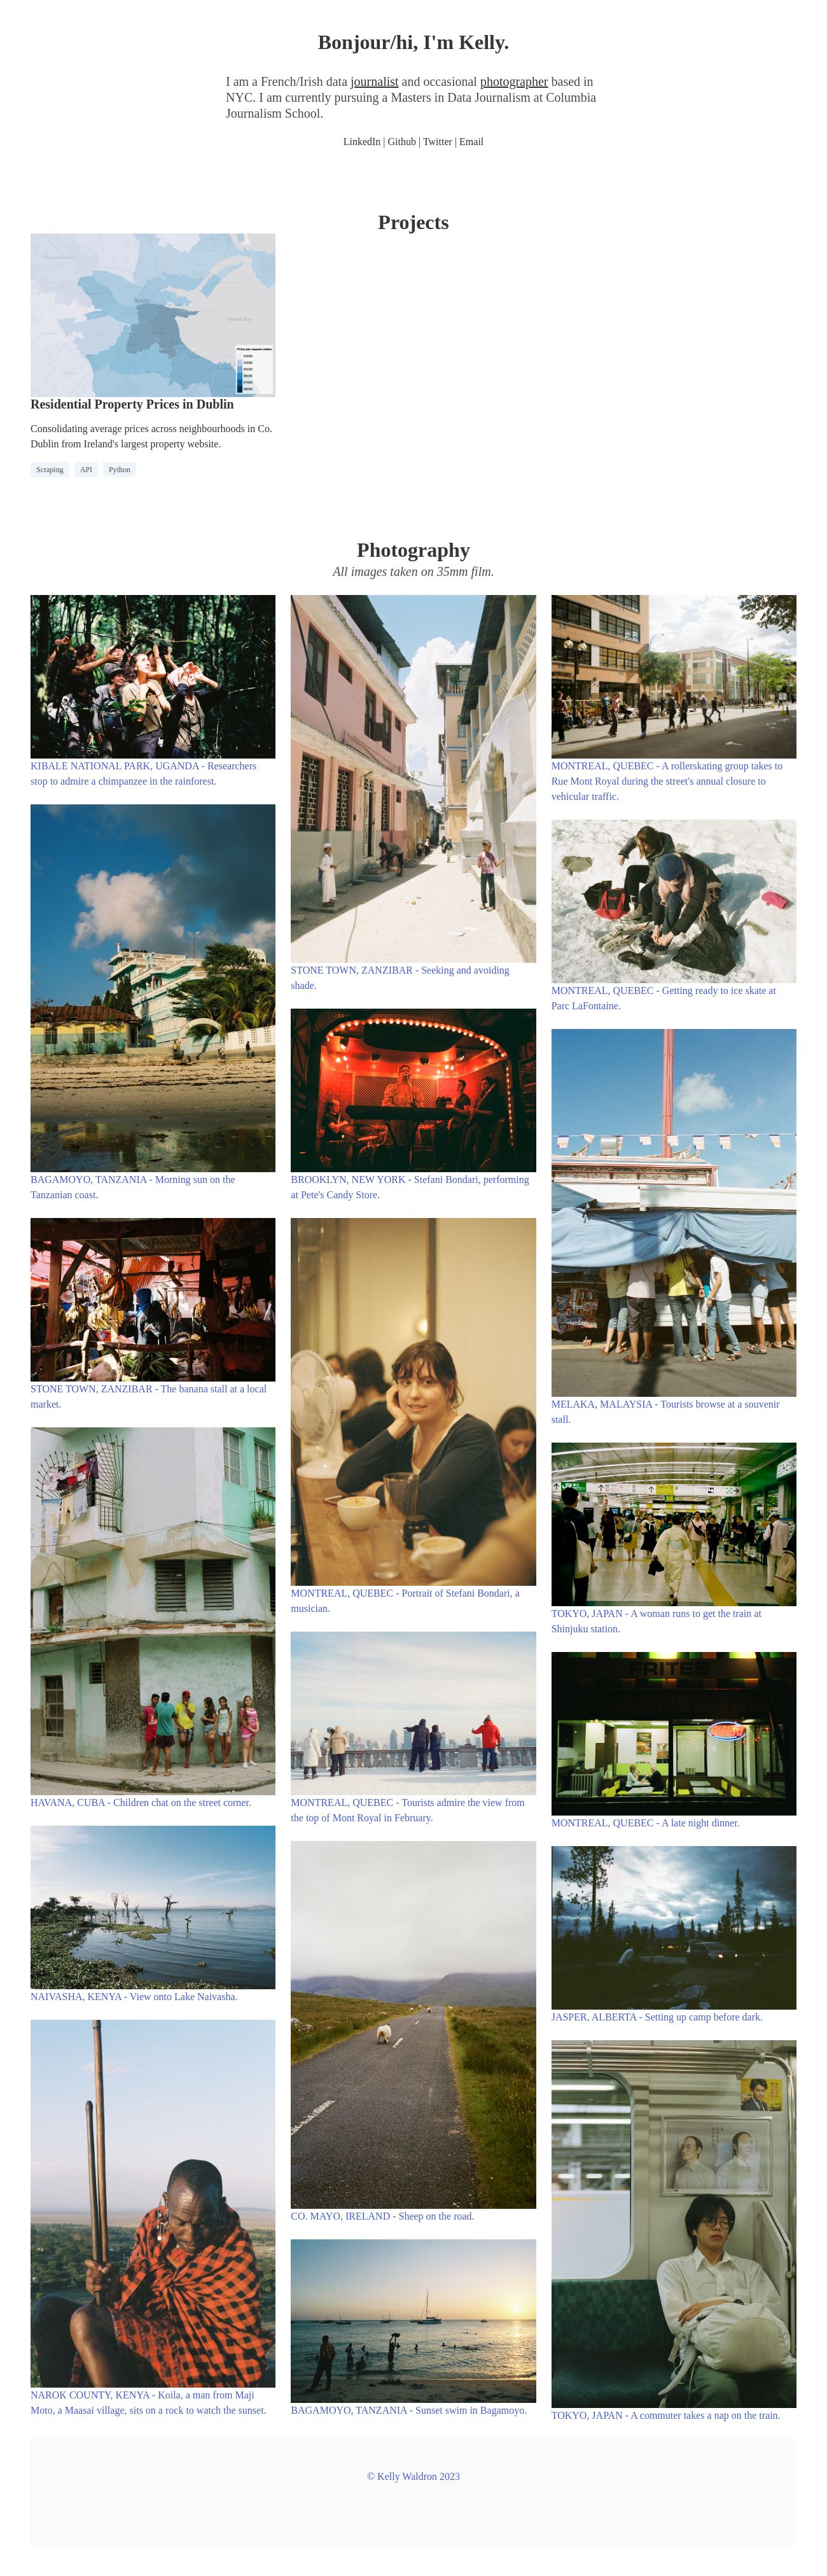 Bonjour/hi, I'm Kelly.
I am a French/Irish data journalist and occasional photographer based in
NYC. I am currently pursuing a Masters in Data Journalism at Columbia
Journalism School.
LinkedIn | Github | Twitter | Email
Projects
Dublin
Dublin Bay
Price per square metre
Residential Property Prices in Dublin
Consolidating average prices across neighbourhoods in Co.
Dublin from Ireland's largest property website.
Scraping API Python
Photography
All images taken on 35mm film.
KIBALE NATIONAL PARK, UGANDA - Researchers
stop to admire a chimpanzee in the rainforest.
BAGAMOYO, TANZANIA - Morning sun on the
Tanzanian coast.
STONE TOWN, ZANZIBAR - The banana stall at a local
market.
HAVANA, CUBA - Children chat on the street corner.
NAIVASHA, KENYA - View onto Lake Naivasha.
NAROK COUNTY, KENYA - Koila, a man from Maji
Moto, a Maasai village, sits on a rock to watch the sunset.
STONE TOWN, ZANZIBAR - Seeking and avoiding
shade.
BROOKLYN, NEW YORK - Stefani Bondari, performing
at Pete's Candy Store.
MONTREAL, QUEBEC - Portrait of Stefani Bondari, a
musician.
MONTREAL, QUEBEC - Tourists admire the view from
the top of Mont Royal in February.
CO. MAYO, IRELAND - Sheep on the road.
BAGAMOYO, TANZANIA - Sunset swim in Bagamoyo.
MONTREAL, QUEBEC - A rollerskating group takes to
Rue Mont Royal during the street's annual closure to
vehicular traffic.
MONTREAL, QUEBEC - Getting ready to ice skate at
Parc LaFontaine.
MELAKA, MALAYSIA - Tourists browse at a souvenir
stall.
TOKYO, JAPAN - A woman runs to get the train at
Shinjuku station.
FRITES
MONTREAL, QUEBEC - A late night dinner.
JASPER, ALBERTA - Setting up camp before dark.
TOKYO, JAPAN - A commuter takes a nap on the train.
© Kelly Waldron 2023